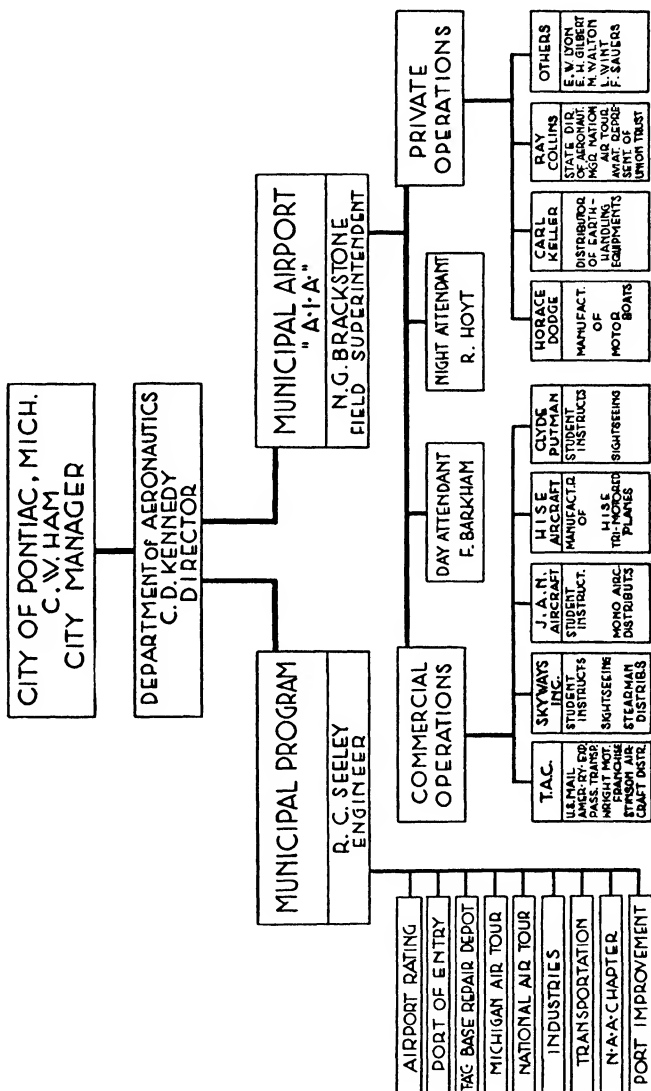 CITY OF PONTIAC, MICH.
C.W. HAM
CITY MANAGER
DEPARTMENT OF AERONAUTICS
C.D. KENNEDY
DIRECTOR
MUNICIPAL PROGRAM
R.C. SEELEY
ENGINEER
MUNICIPAL AIRPORT
"A·I·A·"
N.G. BRACKSTONE
FIELD SUPERINTENDENT
AIRPORT RATING
PORT OF ENTRY
TAC BASE REPAIR DEPOT
MICHIGAN AIR TOUR
NATIONAL AIR TOUR
INDUSTRIES
TRANSPORTATION
N·A·A·CHAPTER
PORT IMPROVEMENT
COMMERCIAL
OPERATIONS
DAY ATTENDANT
F. BARKHAM
NIGHT ATTENDANT
R. HOYT
PRIVATE
OPERATIONS
T.A.C.
U.S. MAIL
AMER·RY·EXP.
PASS. TRANSP.
WRIGHT MOT.
FRANCHISE
STINSON AIR-
CRAFT DISTR.
SKYWAYS
INC.
STUDENT
INSTRUCTS
SIGHTSEEING
STEARMAN
DISTRIBS
J.A.N.
AIRCRAFT
STUDENT
INSTRUCT.
MONO AIRC.
DISTRIBUTS
HISE
AIRCRAFT
MANUFACT.R
OF
HISE
TRI-MOTORED
PLANES
CLYDE
PUTMAN
STUDENT
INSTRUCTS
SIGHTSEEING
HORACE
DODGE
MANUFACT.
OF
MOTOR
BOATS
CARL
KELLER
DISTRIBUTOR
OF EARTH-
HANDLING
EQUIPMENTS
RAY
COLLINS
STATE DIR.
OF AERONAUT.
MGR. NATION
AIR TOUR
AVIAT. REPRE-
SENT. OF
UNION TRUST
OTHERS
E.W. LYON
E.H. GILBERT
M. WALTON
L. WINT
F. SAUERS